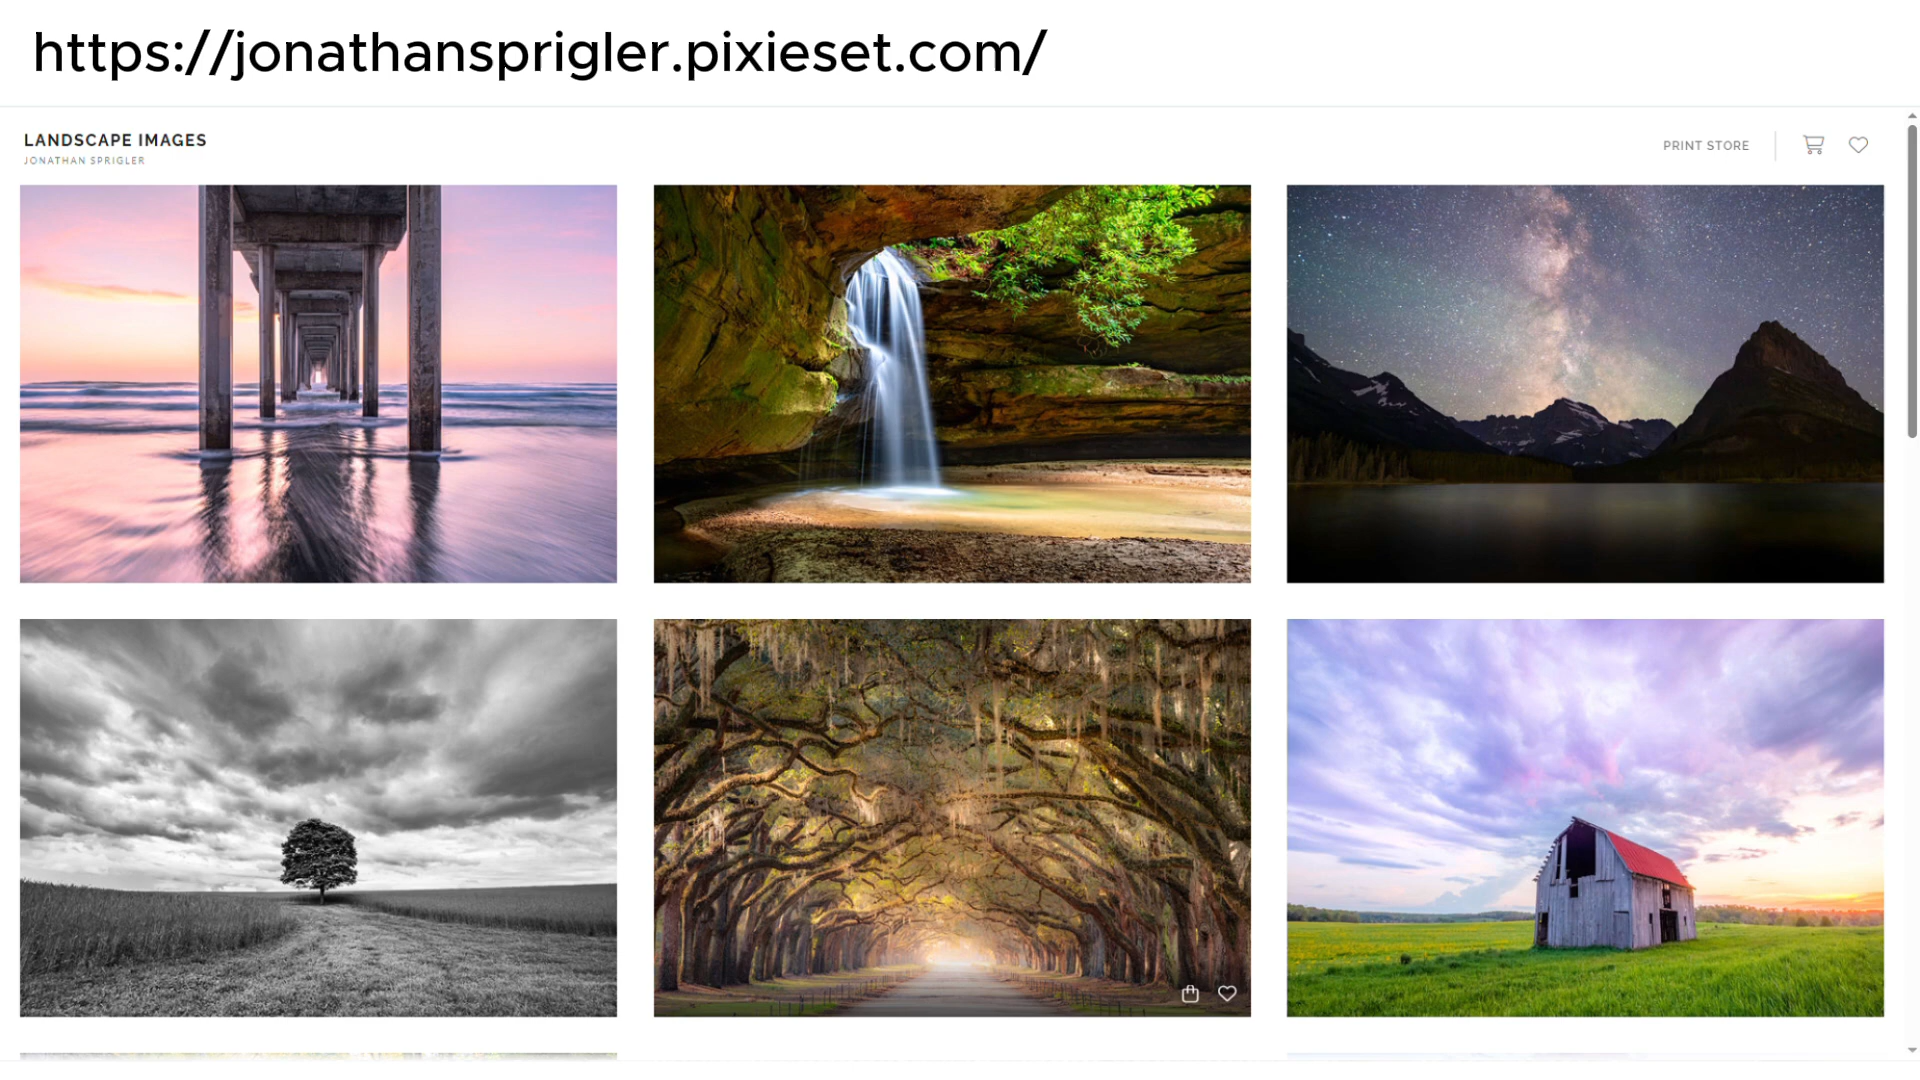 https://jonathansprigler.pixieset.com/
LANDSCAPE IMAGES
JONATHAN SPRIGLER
PRINT STORE